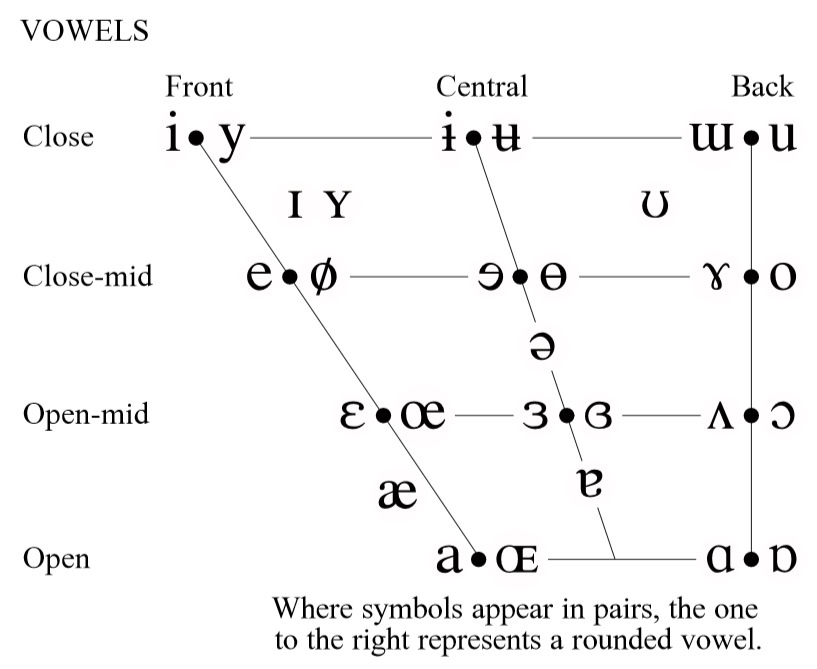 VOWELS
Front Central Back
Close i y ɨ ʉ ɯ u
ɪ ʏ ʊ
Close-mid e ø ɘ ɵ ɤ o
ə
Open-mid ɛ œ ɜ ɞ ʌ ɔ
æ ɐ
Open a ɶ ɑ ɒ
Where symbols appear in pairs, the one
to the right represents a rounded vowel.